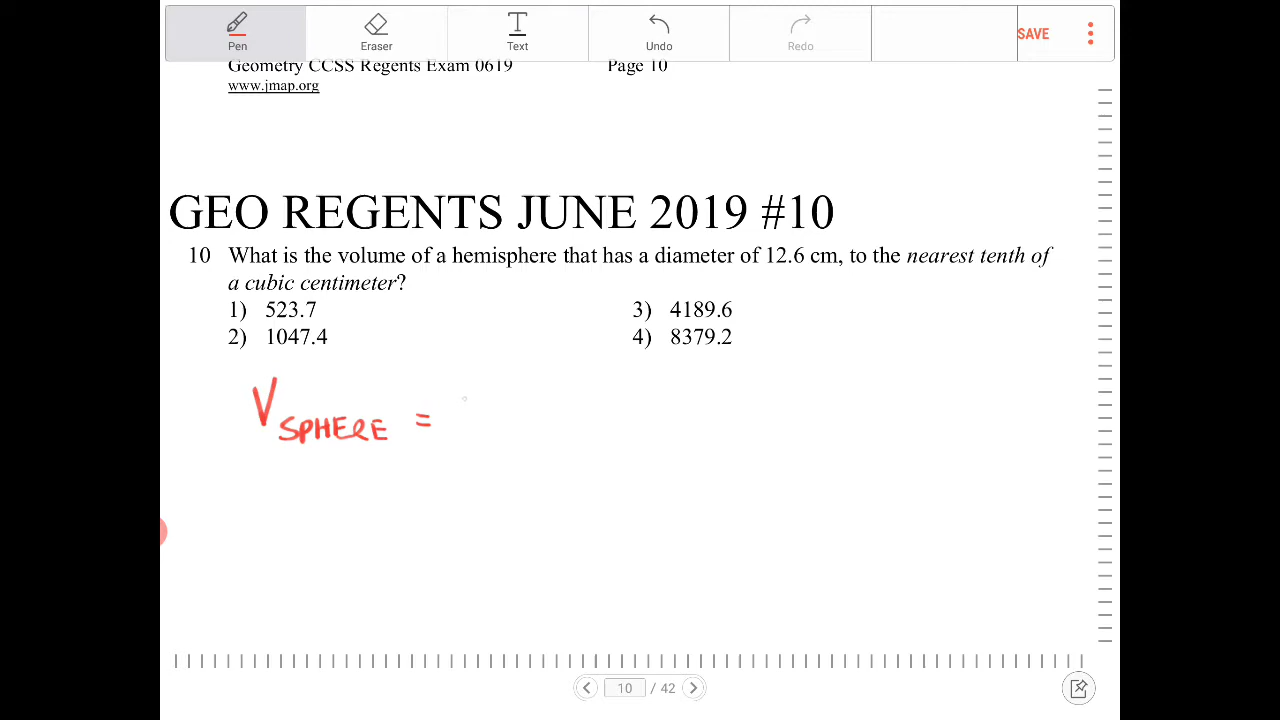 Pen Eraser Text Undo Redo SAVE
Geometry CCSS Regents Exam 0619 Page 10
www.jmap.org
GEO REGENTS JUNE 2019 #10
10 What is the volume of a hemisphere that has a diameter of 12.6 cm, to the nearest tenth of
a cubic centimeter?
1) 523.7 3) 4189.6
2) 1047.4 4) 8379.2
V SPHERE =
10 / 42